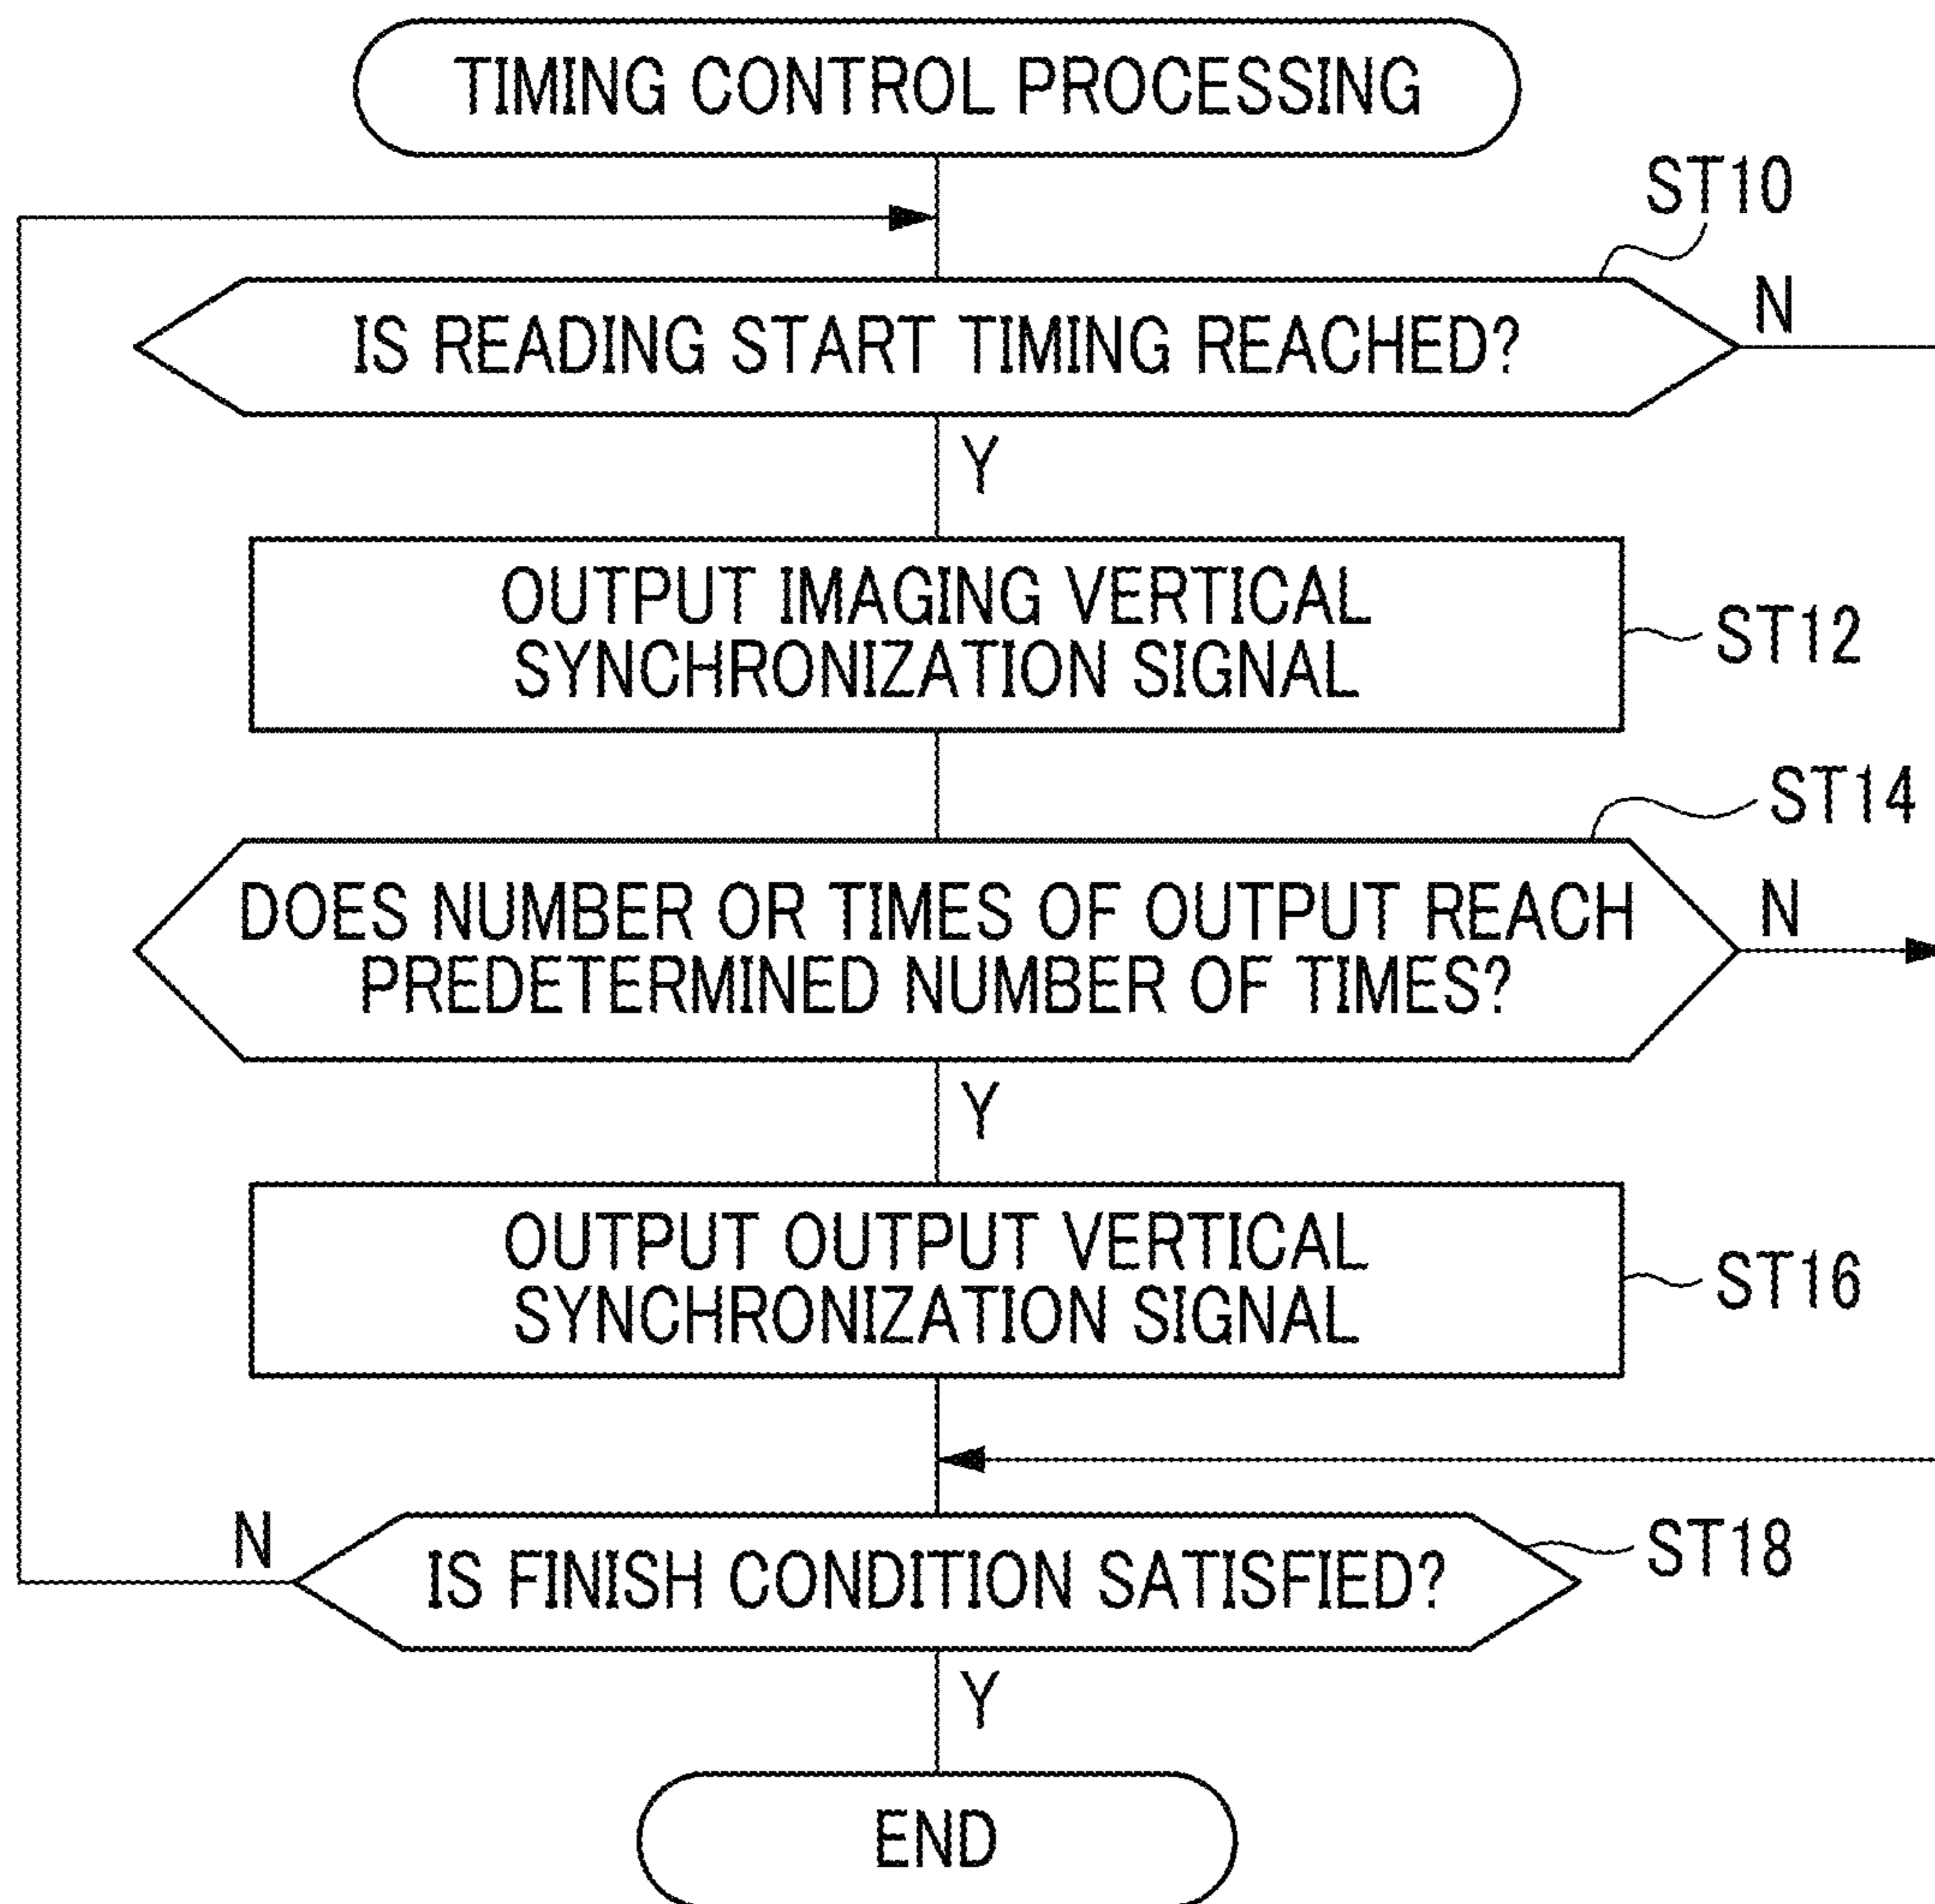 TIMING CONTROL PROCESSING
ST10
IS READING START TIMING REACHED?
N
Y
OUTPUT IMAGING VERTICAL
SYNCHRONIZATION SIGNAL
ST12
ST14
DOES NUMBER OR TIMES OF OUTPUT REACH
PREDETERMINED NUMBER OF TIMES?
N
Y
OUTPUT OUTPUT VERTICAL
SYNCHRONIZATION SIGNAL
ST16
N
IS FINISH CONDITION SATISFIED?
ST18
Y
END